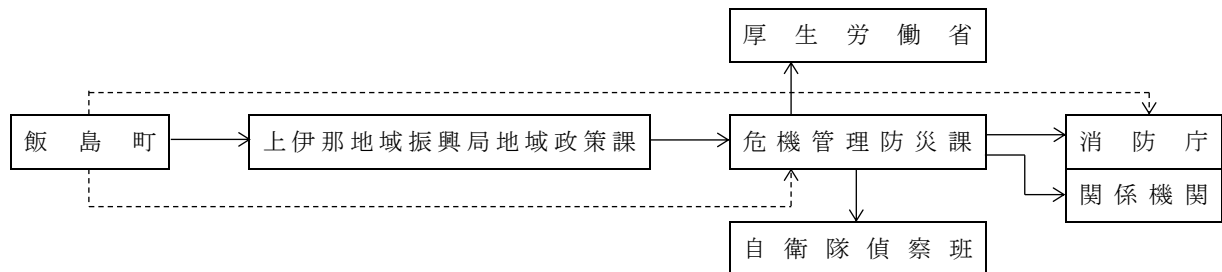 厚生労働省
飯島町
上伊那地域振興局地域政策課
危機管理防災課
消防庁
関係機関
自衛隊偵察班